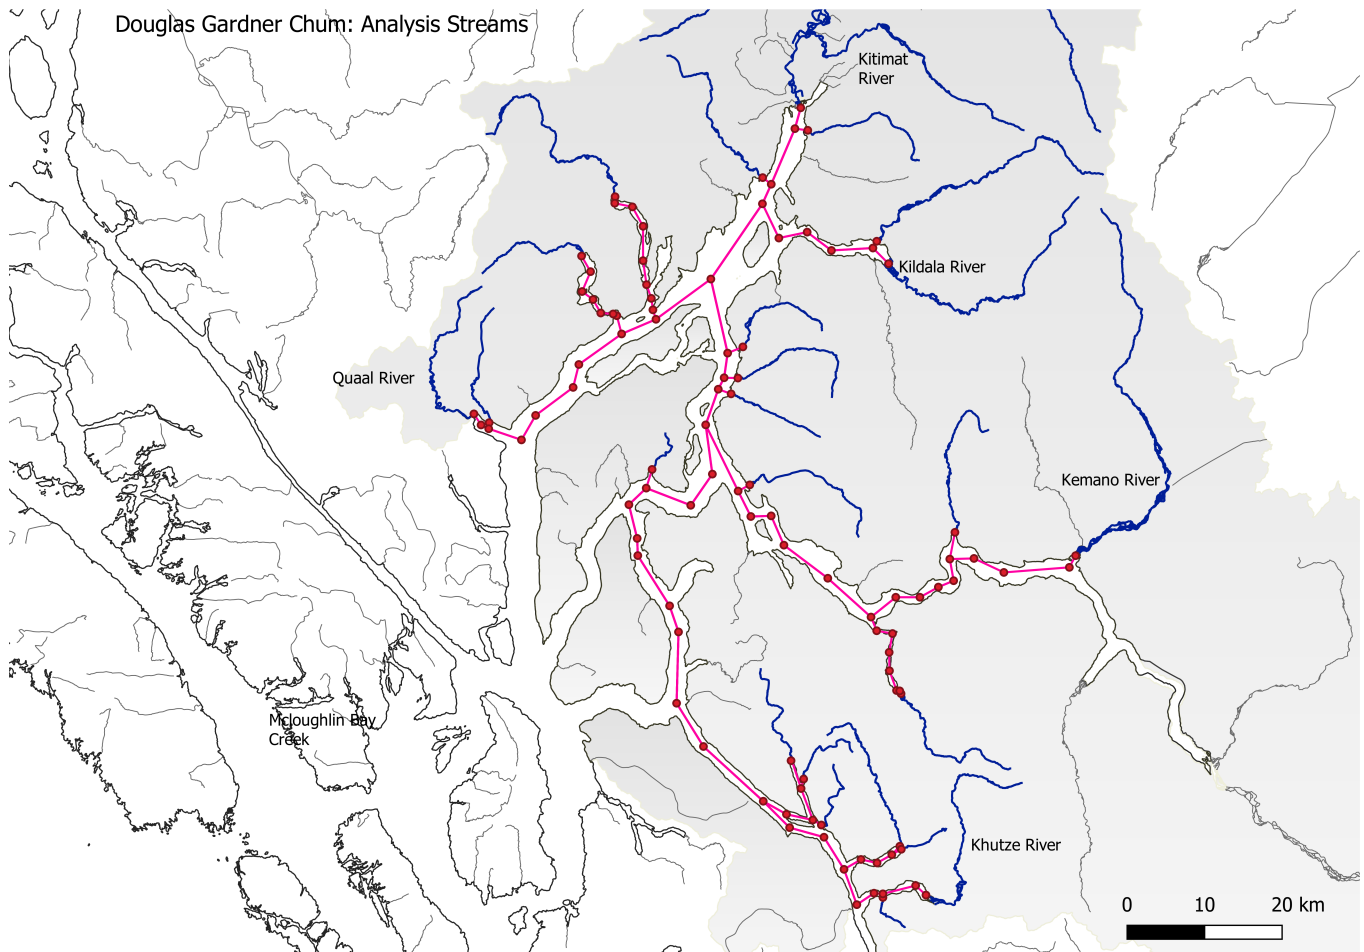 Douglas Gardner Chum: Analysis Streams
Kitimat
River
Kildala River
Quaal River
Kemano River
Mcloughlin Bay
Creek
Khutze River
0 10 20 km